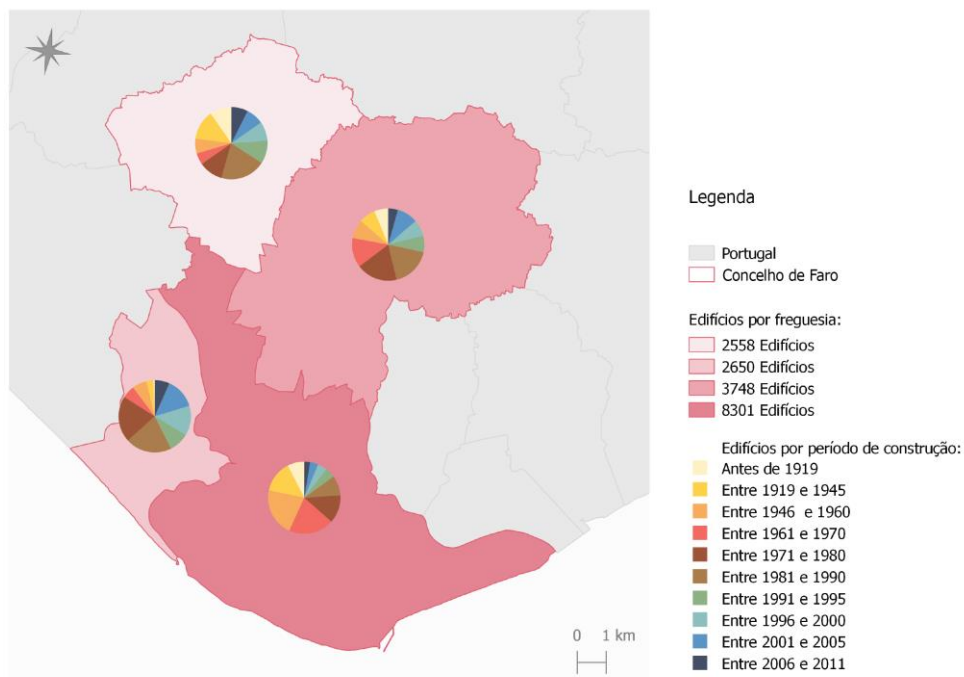 Legenda
Portugal
Concelho de Faro
Edifícios por freguesia:
2558 Edifícios
2650 Edifícios
3748 Edifícios
8301 Edifícios
Edifícios por período de construção:
Antes de 1919
Entre 1919 e 1945
Entre 1946 e 1960
Entre 1961 e 1970
Entre 1971 e 1980
Entre 1981 e 1990
Entre 1991 e 1995
Entre 1996 e 2000
Entre 2001 e 2005
Entre 2006 e 2011
0 1 km